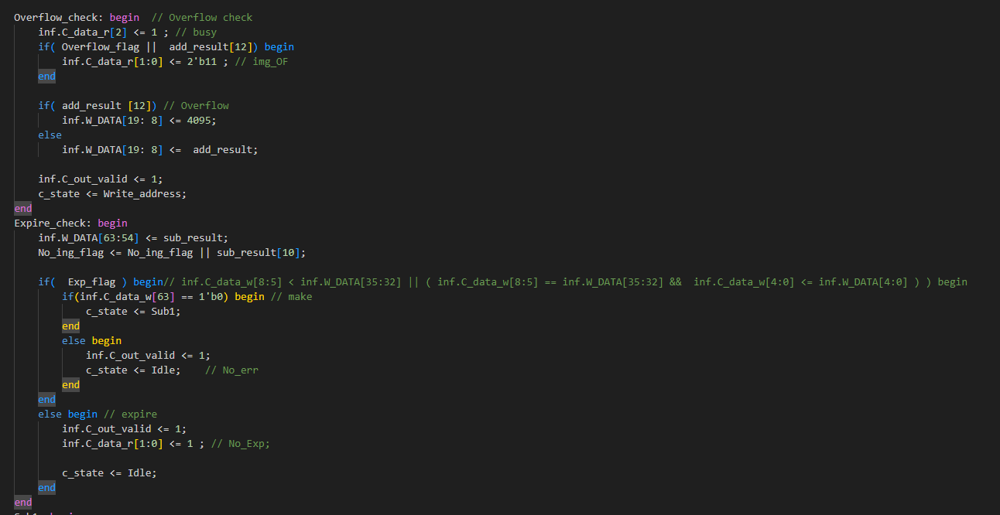 Overflow_check: begin  // Overflow check
    inf.C_data_r[2] <= 1 ; // busy
    if( Overflow_flag ||  add_result[12]) begin
        inf.C_data_r[1:0] <= 2'b11 ; // img_OF
    end
    if( add_result [12]) // Overflow
        inf.W_DATA[19: 8] <= 4095;
    else
        inf.W_DATA[19: 8] <=  add_result;
    inf.C_out_valid <= 1;
    c_state <= Write_address;
end
Expire_check: begin
    inf.W_DATA[63:54] <= sub_result;
    No_ing_flag <= No_ing_flag || sub_result[10];
    if(  Exp_flag ) begin// inf.C_data_w[8:5] < inf.W_DATA[35:32] || ( inf.C_data_w[8:5] == inf.W_DATA[35:32] &&  inf.C_data_w[4:0] <= inf.W_DATA[4:0] ) ) begin
        if(inf.C_data_w[63] == 1'b0) begin // make
            c_state <= Sub1;
        end
        else begin
            inf.C_out_valid <= 1;
            c_state <= Idle;    // No_err
        end
    end
    else begin // expire
        inf.C_out_valid <= 1;
        inf.C_data_r[1:0] <= 1 ; // No_Exp;
        c_state <= Idle;
    end
end